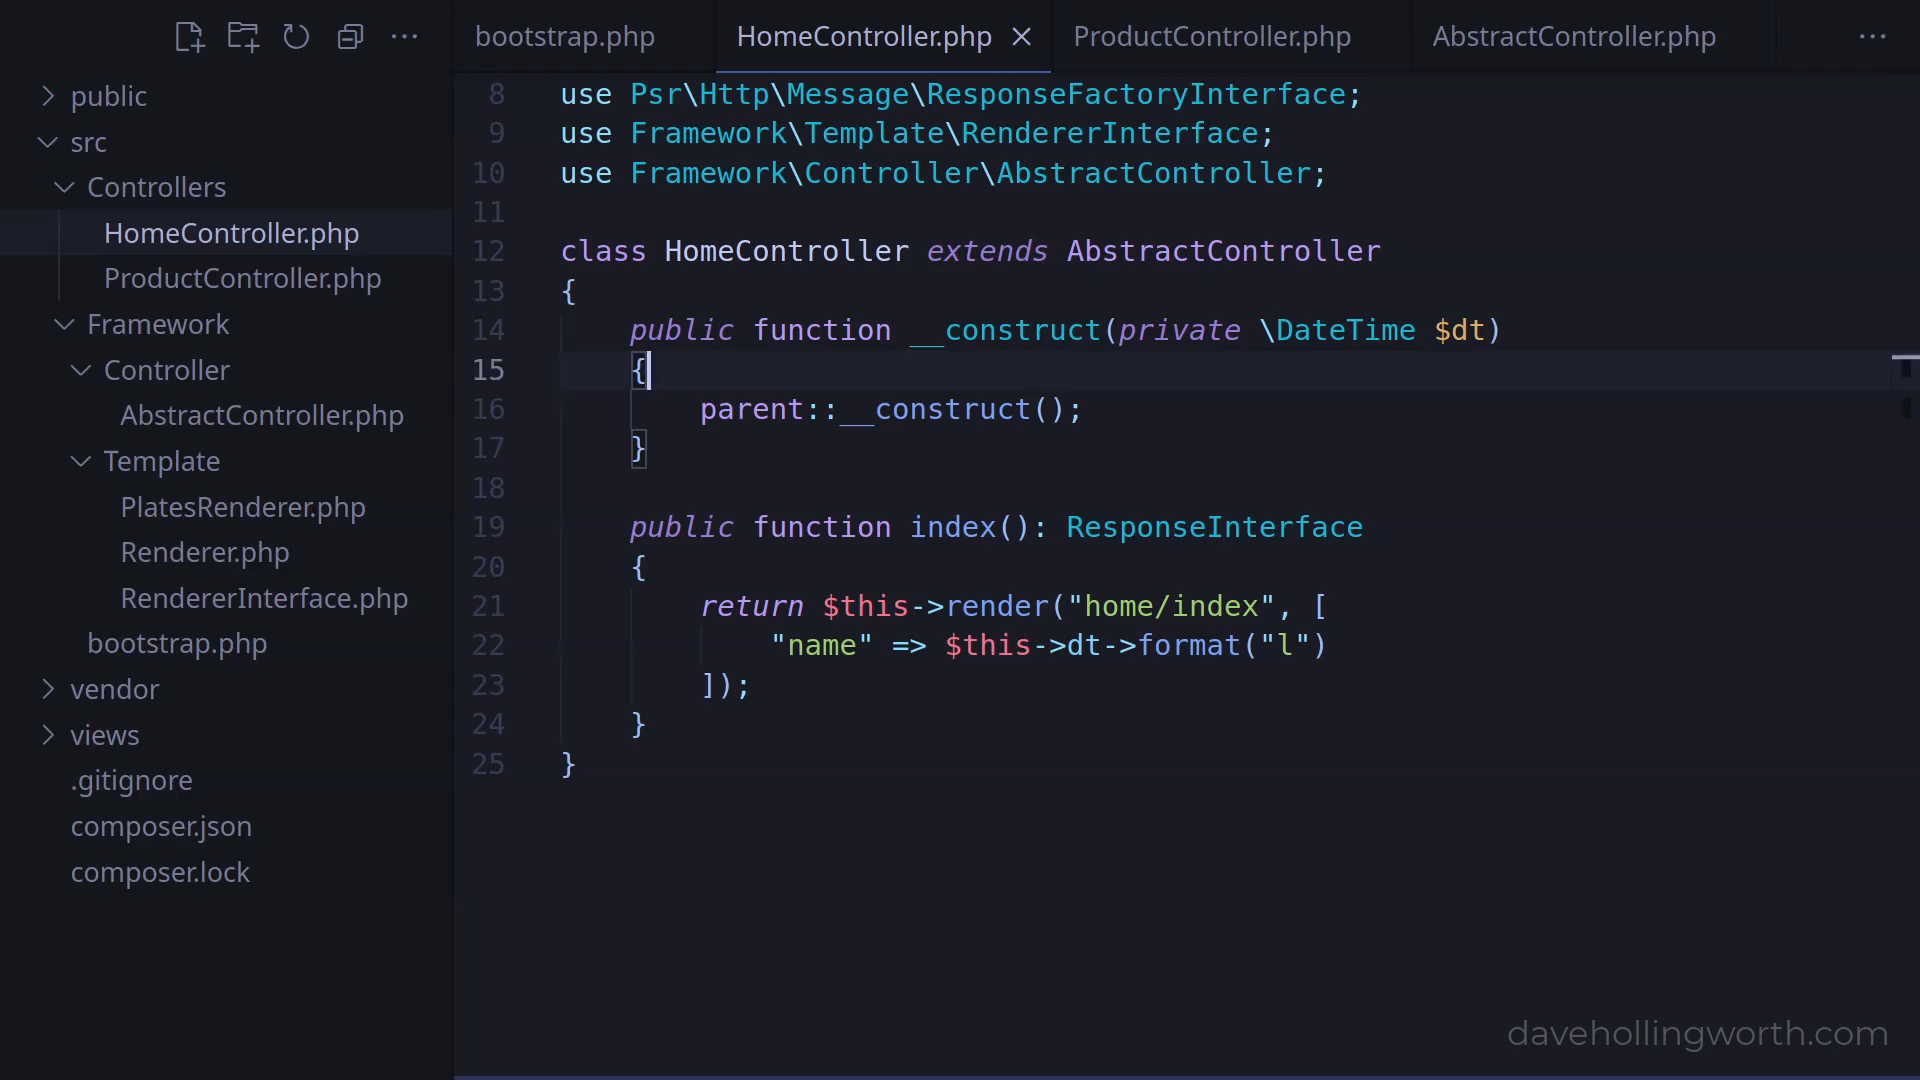 bootstrap.php
HomeController.php
ProductController.php
AbstractController.php
public
src
Controllers
HomeController.php
ProductController.php
Framework
Controller
AbstractController.php
Template
PlatesRenderer.php
Renderer.php
RendererInterface.php
bootstrap.php
vendor
views
.gitignore
composer.json
composer.lock
8 use Psr\Http\Message\ResponseFactoryInterface;
9 use Framework\Template\RendererInterface;
10 use Framework\Controller\AbstractController;
11
12 class HomeController extends AbstractController
13 {
14 public function __construct(private \DateTime $dt)
15 {
16 parent::__construct();
17 }
18
19 public function index(): ResponseInterface
20 {
21 return $this->render("home/index", [
22 "name" => $this->dt->format("l")
23 ]);
24 }
25 }
davehollingworth.com